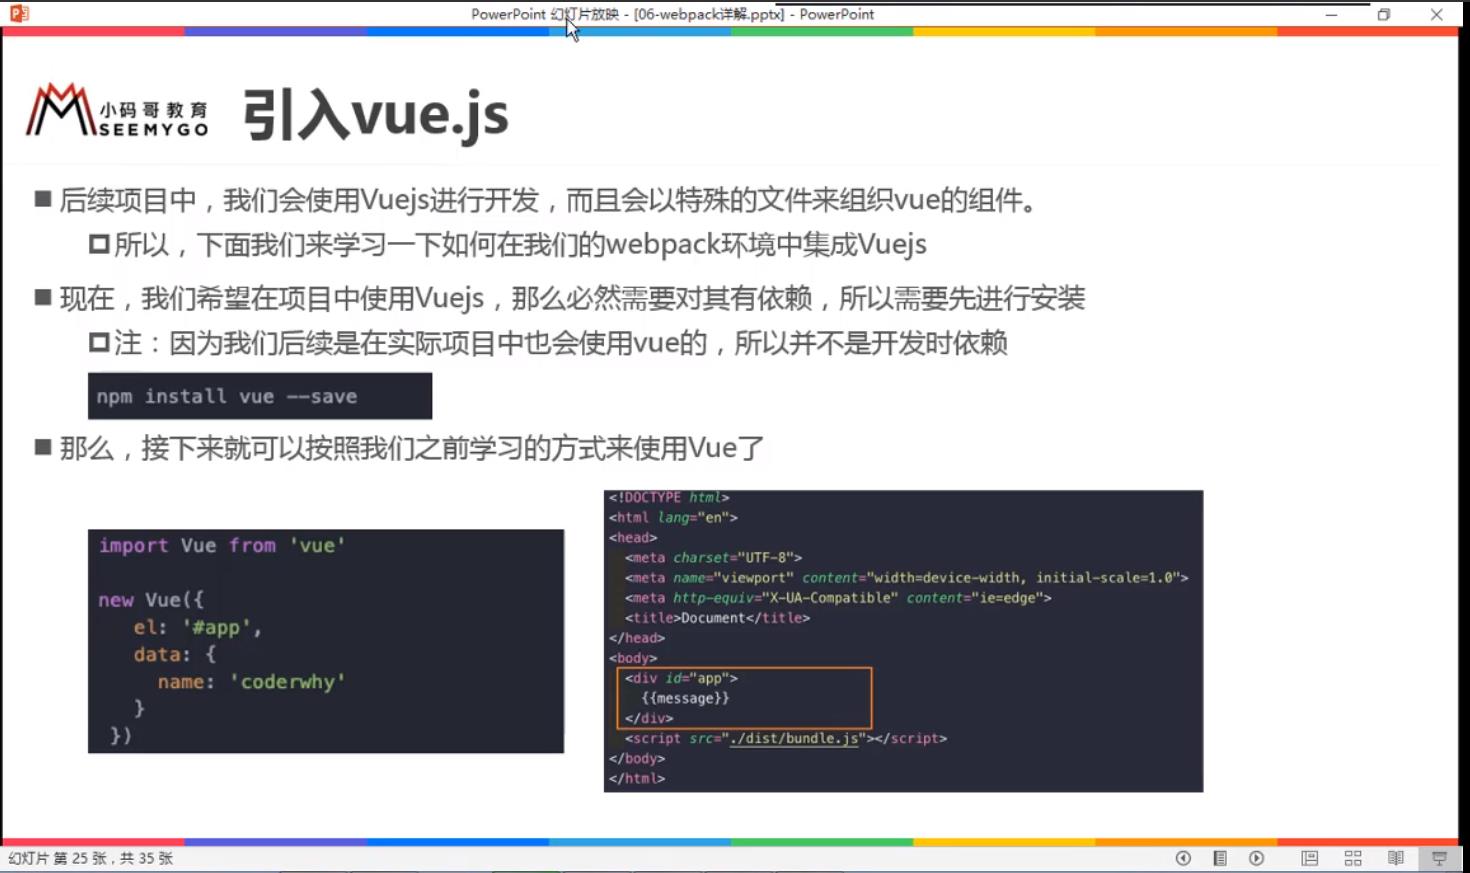 PowerPoint 幻灯片放映 - [06-webpack详解.pptx] - PowerPoint
小码哥教育
SEEMYGO
引入vue.js
后续项目中，我们会使用Vuejs进行开发，而且会以特殊的文件来组织vue的组件。
所以，下面我们来学习一下如何在我们的webpack环境中集成Vuejs
现在，我们希望在项目中使用Vuejs，那么必然需要对其有依赖，所以需要先进行安装
注：因为我们后续是在实际项目中也会使用vue的，所以并不是开发时依赖
npm install vue --save
那么，接下来就可以按照我们之前学习的方式来使用Vue了
import Vue from 'vue'
new Vue({
el: '#app',
data: {
name: 'coderwhy'
}
})
<!DOCTYPE html>
<html lang="en">
<head>
<meta charset="UTF-8">
<meta name="viewport" content="width=device-width, initial-scale=1.0">
<meta http-equiv="X-UA-Compatible" content="ie=edge">
<title>Document</title>
</head>
<body>
<div id="app">
{{message}}
</div>
<script src="./dist/bundle.js"></script>
</body>
</html>
幻灯片 第 25 张，共 35 张